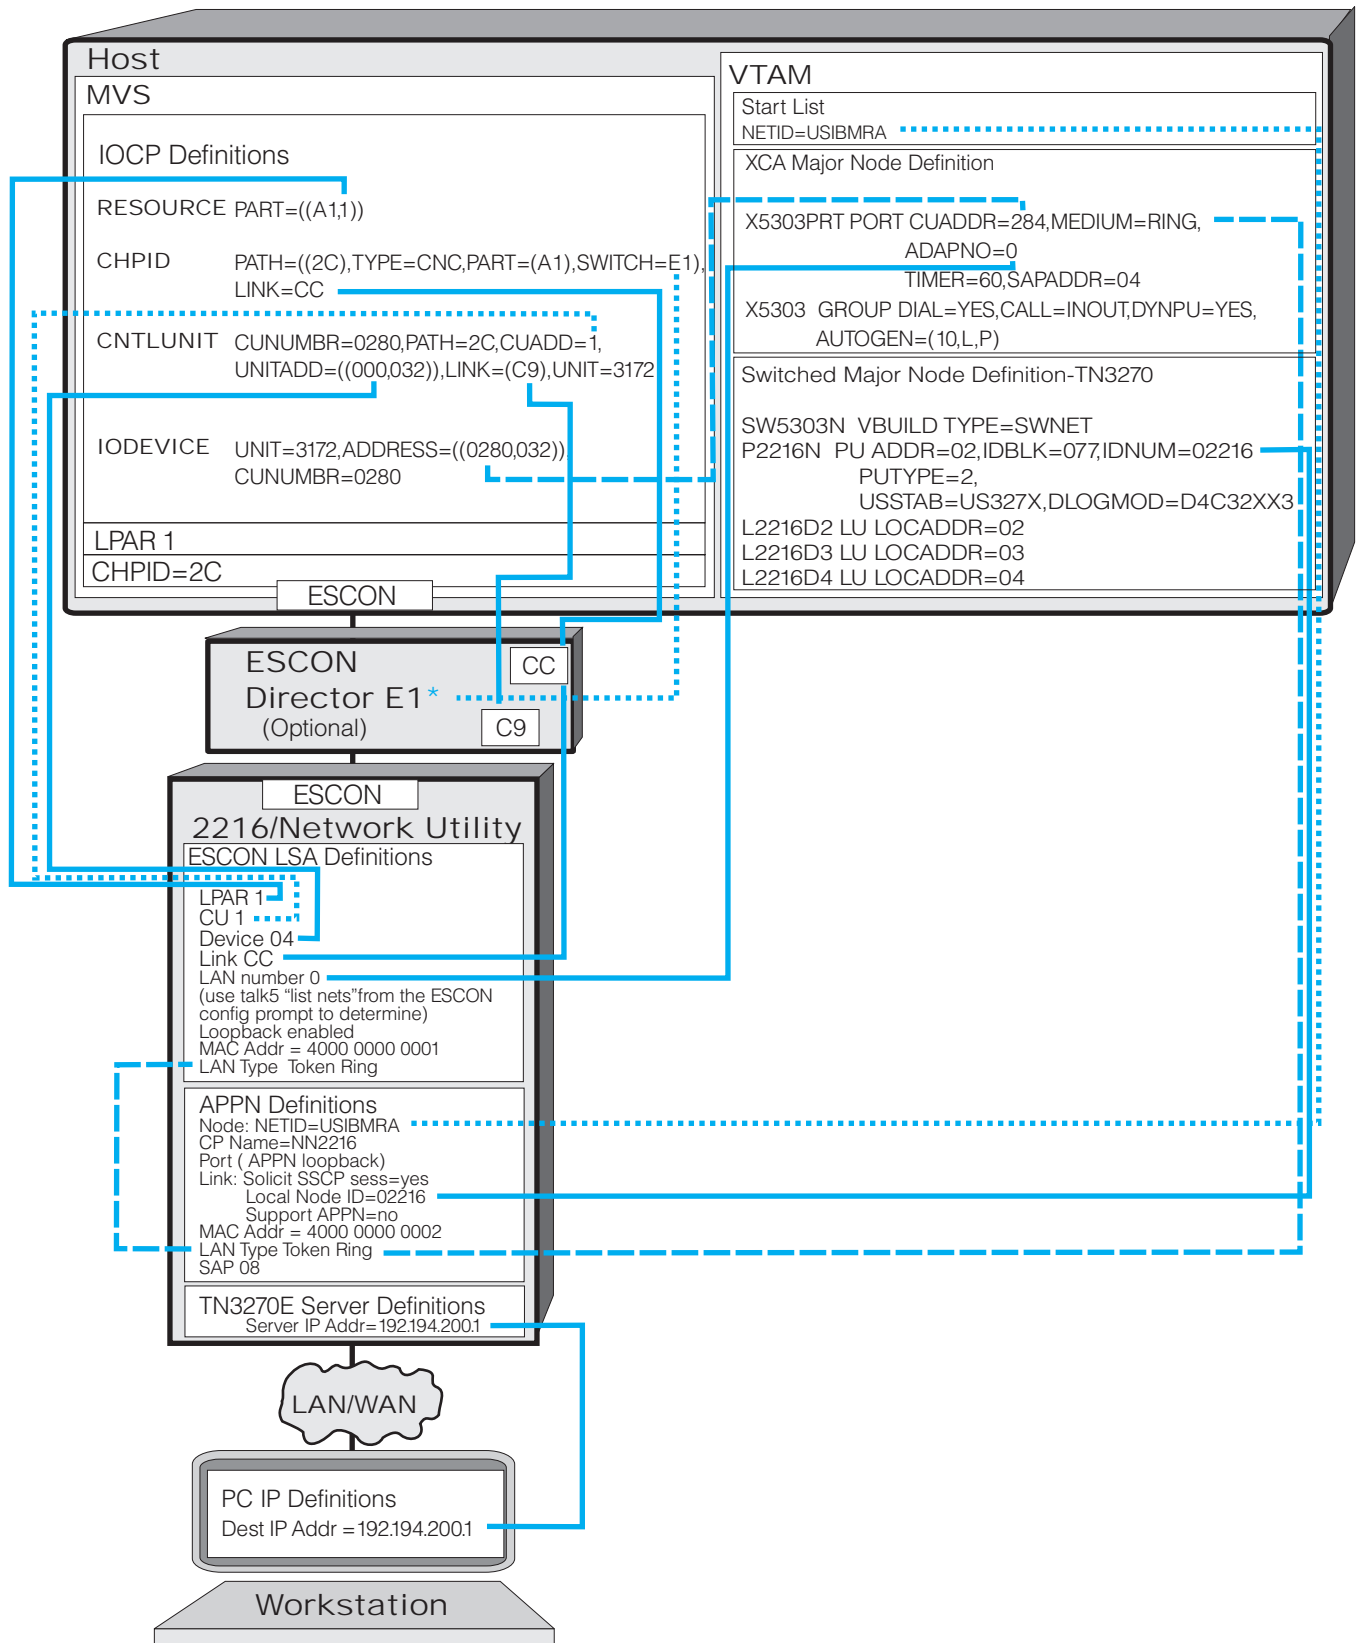 Host
MVS
IOCP Definitions
RESOURCE PART=((A1,1))
CHPID PATH=((2C),TYPE=CNC,PART=(A1),SWITCH=E1),
LINK=CC
CNTLUNIT CUNUMBR=0280,PATH=2C,CUADD=1,
UNITADD=((000,032)),LINK=(C9),UNIT=3172
IODEVICE UNIT=3172,ADDRESS=((0280,032)),
CUNUMBR=0280
LPAR 1
CHPID=2C
ESCON
VTAM
Start List
NETID=USIBMRA
XCA Major Node Definition
X5303PRT PORT CUADDR=284,MEDIUM=RING,
ADAPNO=0
TIMER=60,SAPADDR=04
X5303 GROUP DIAL=YES,CALL=INOUT,DYNPU=YES,
AUTOGEN=(10,L,P)
Switched Major Node Definition-TN3270
SW5303N VBUILD TYPE=SWNET
P2216N PU ADDR=02,IDBLK=077,IDNUM=02216
PUTYPE=2,
USSTAB=US327X,DLOGMOD=D4C32XX3
L2216D2 LU LOCADDR=02
L2216D3 LU LOCADDR=03
L2216D4 LU LOCADDR=04
ESCON
Director E1*
(Optional)
CC
C9
ESCON
2216/Network Utility
ESCON LSA Definitions
LPAR 1
CU 1
Device 04
Link CC
LAN number 0
(use talk5 “list nets”from the ESCON
config prompt to determine)
Loopback enabled
MAC Addr = 4000 0000 0001
LAN Type Token Ring
APPN Definitions
Node: NETID=USIBMRA
CP Name=NN2216
Port ( APPN loopback)
Link: Solicit SSCP sess=yes
Local Node ID=02216
Support APPN=no
MAC Addr = 4000 0000 0002
LAN Type Token Ring
SAP 08
TN3270E Server Definitions
Server IP Addr=192.194.200.1
LAN/WAN
PC IP Definitions
Dest IP Addr =192.194.200.1
Workstation